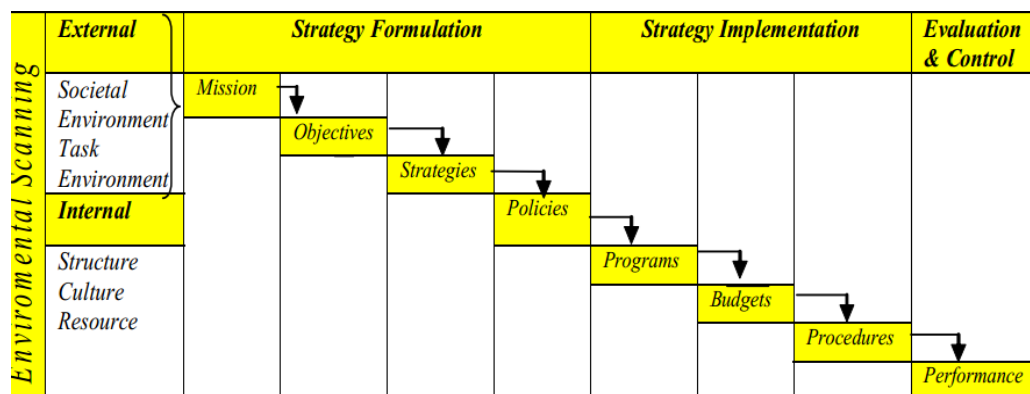 Enviromental Scanning
External
Strategy Formulation
Strategy Implementation
Evaluation
& Control
Societal
Environment
Task
Environment
Mission
Objectives
Strategies
Policies
Internal
Structure
Culture
Resource
Programs
Budgets
Procedures
Performance